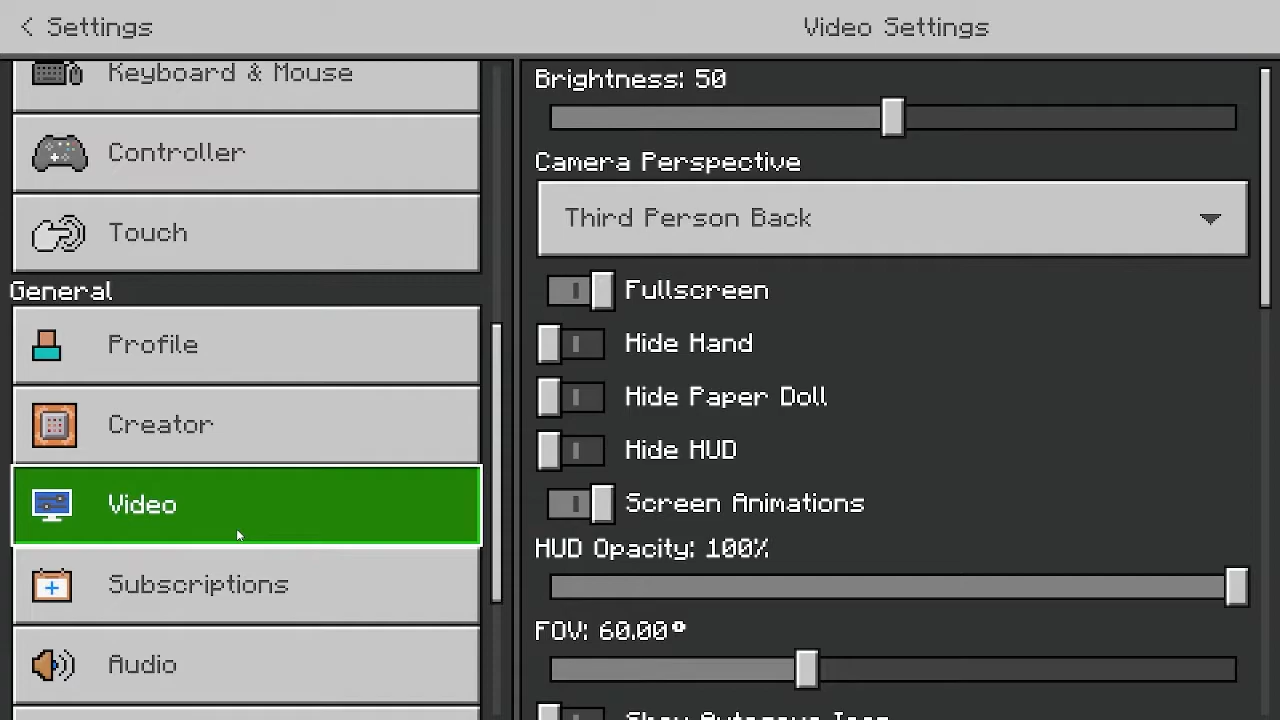 Settings
Video Settings
Keyboard & Mouse
Controller
Touch
General
Profile
Creator
Video
Subscriptions
Audio
Brightness: 50
Camera Perspective
Third Person Back
Fullscreen
Hide Hand
Hide Paper Doll
Hide HUD
Screen Animations
HUD Opacity: 100%
FOV: 60.00°